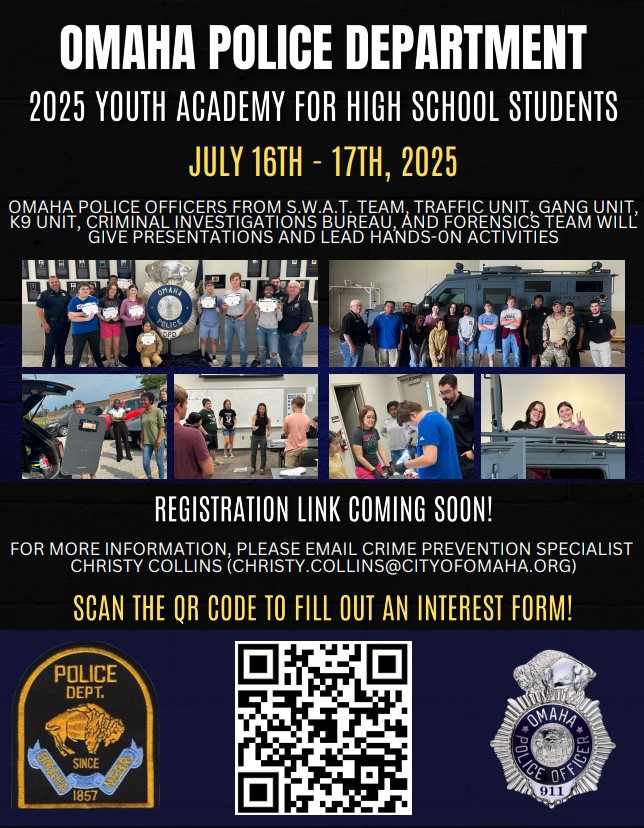 OMAHA POLICE DEPARTMENT
2025 YOUTH ACADEMY FOR HIGH SCHOOL STUDENTS
JULY 16TH - 17TH, 2025
OMAHA POLICE OFFICERS FROM S.W.A.T. TEAM, TRAFFIC UNIT, GANG UNIT,
K9 UNIT, CRIMINAL INVESTIGATIONS BUREAU, AND FORENSICS TEAM WILL
GIVE PRESENTATIONS AND LEAD HANDS-ON ACTIVITIES
OMAHA
POLICE
OPD
REGISTRATION LINK COMING SOON!
FOR MORE INFORMATION, PLEASE EMAIL CRIME PREVENTION SPECIALIST
CHRISTY COLLINS (CHRISTY.COLLINS@CITYOFOMAHA.ORG)
SCAN THE QR CODE TO FILL OUT AN INTEREST FORM!
POLICE
DEPT.
SINCE
OMAHA NEBR.
1857
OMAHA
POLICE OFFICER
911